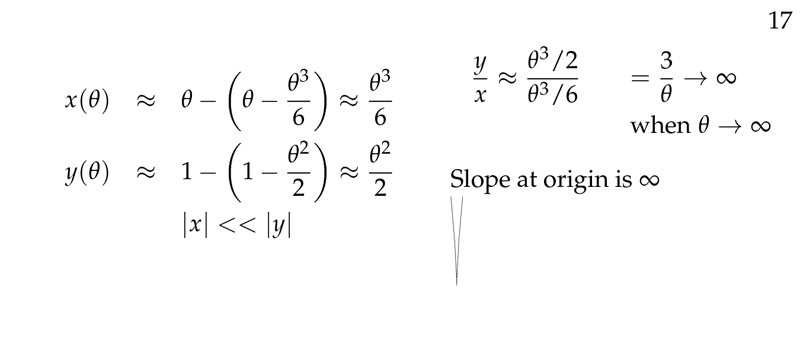 17
x(θ) ≈ θ − (θ − θ³/6) ≈ θ³/6
y(θ) ≈ 1 − (1 − θ²/2) ≈ θ²/2
|x| << |y|
y/x ≈ (θ³/2)/(θ³/6) = 3/θ → ∞
when θ → ∞
Slope at origin is ∞